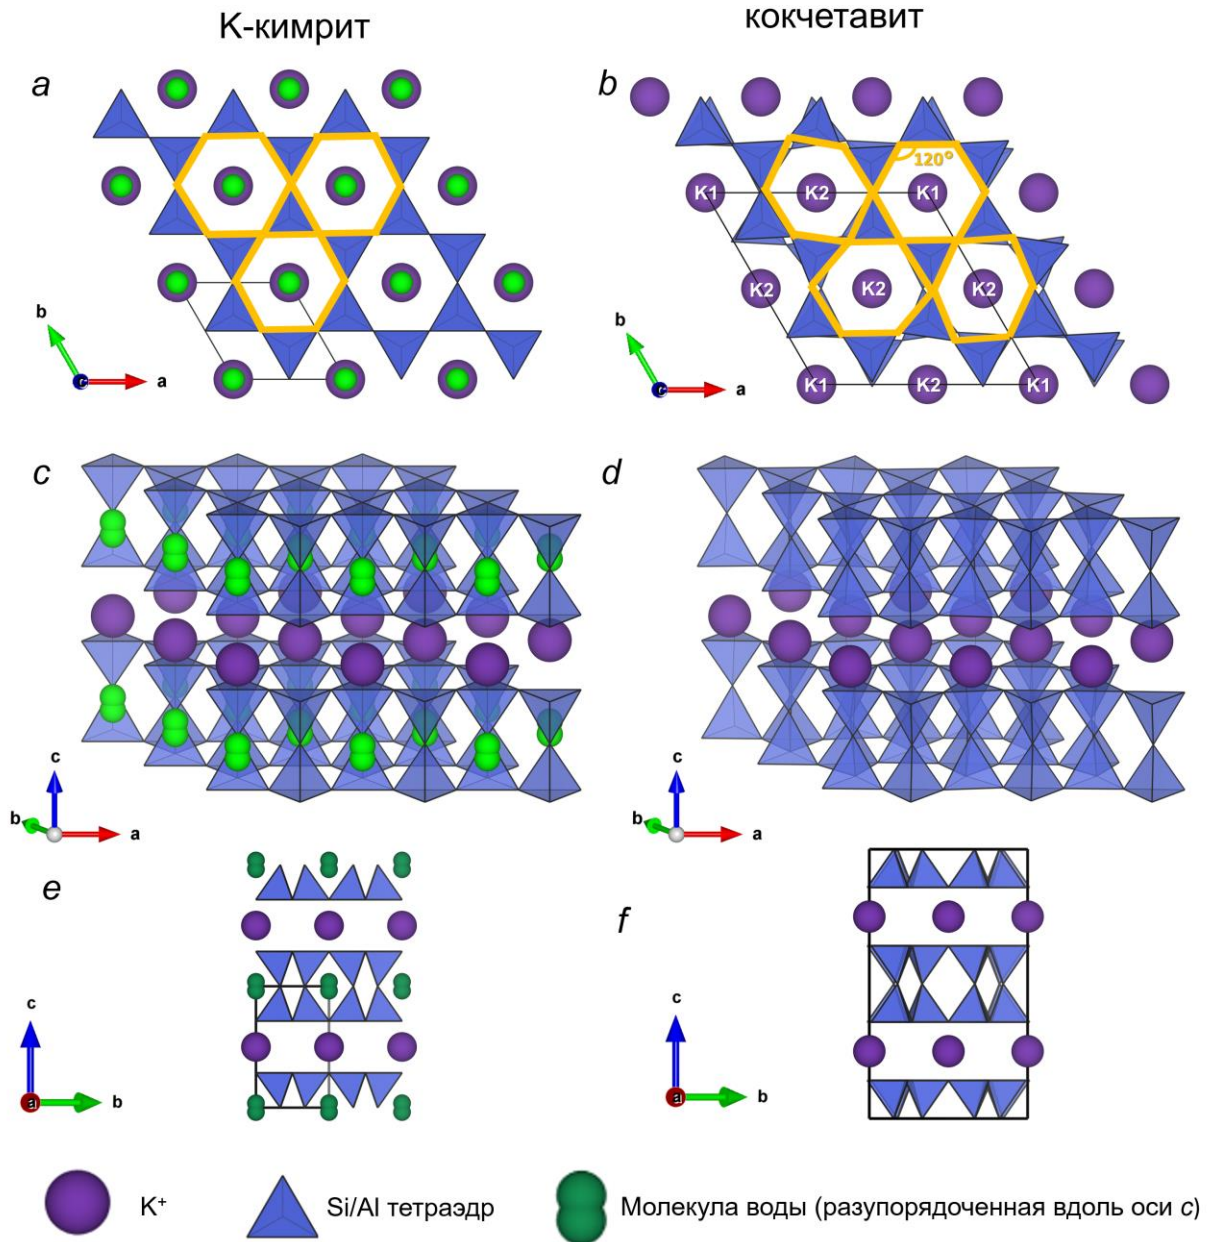 К-кимрит
кокчетавит
a
b
120°
K1
K2
K1
K2
K2
K2
K1
K2
K1
b
c
a
b
c
a
c
d
c
b
a
c
b
a
e
f
c
a
b
c
a
b
K⁺
Si/Al тетраэдр
Молекула воды (разупорядоченная вдоль оси c)